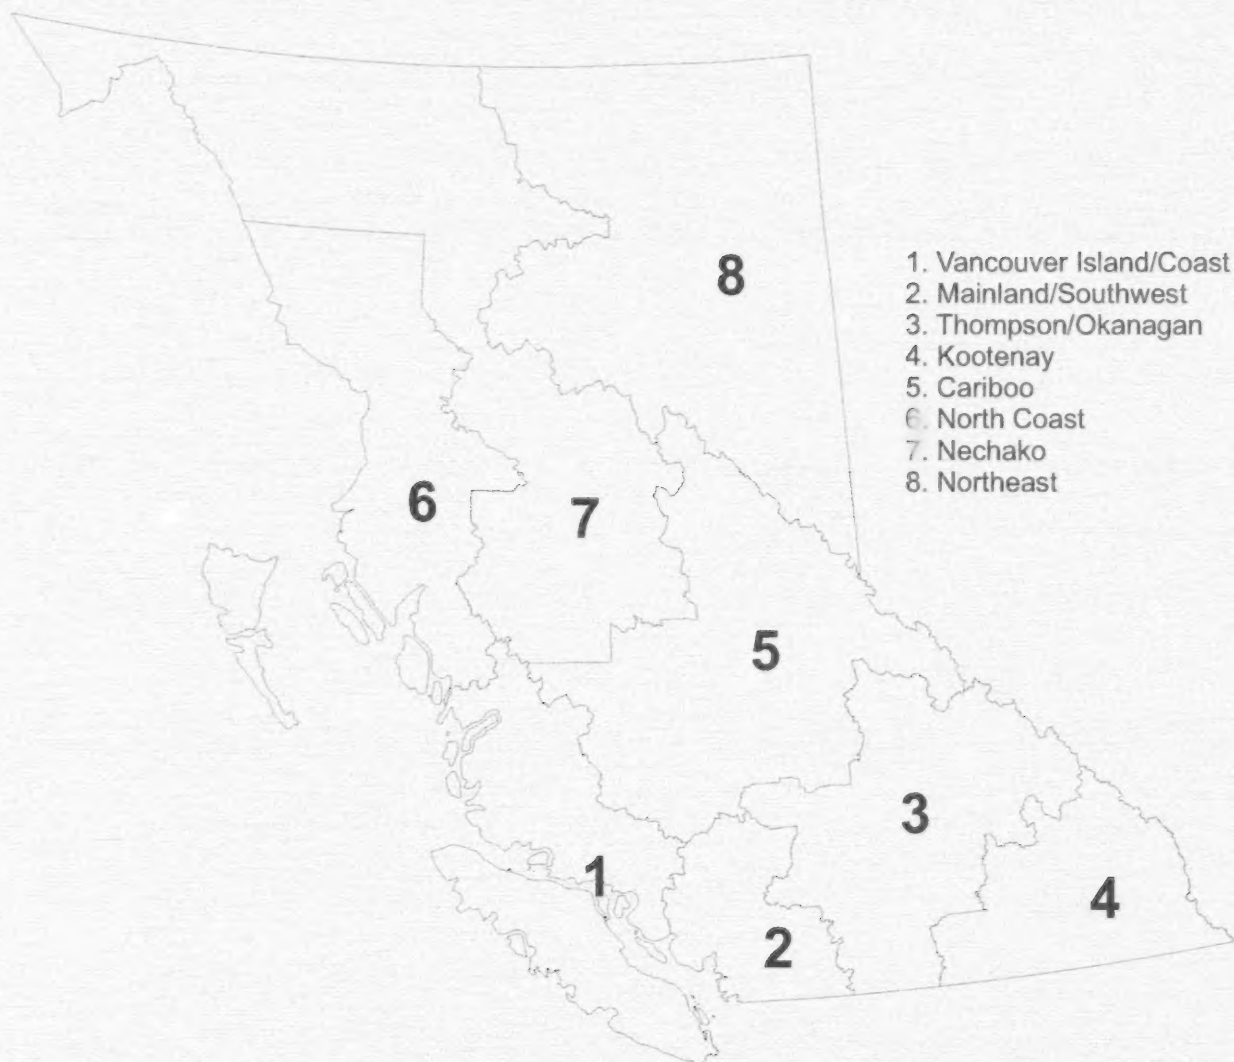 8
1. Vancouver Island/Coast
2. Mainland/Southwest
3. Thompson/Okanagan
4. Kootenay
5. Cariboo
6. North Coast
7. Nechako
8. Northeast
6
7
5
3
1
4
2